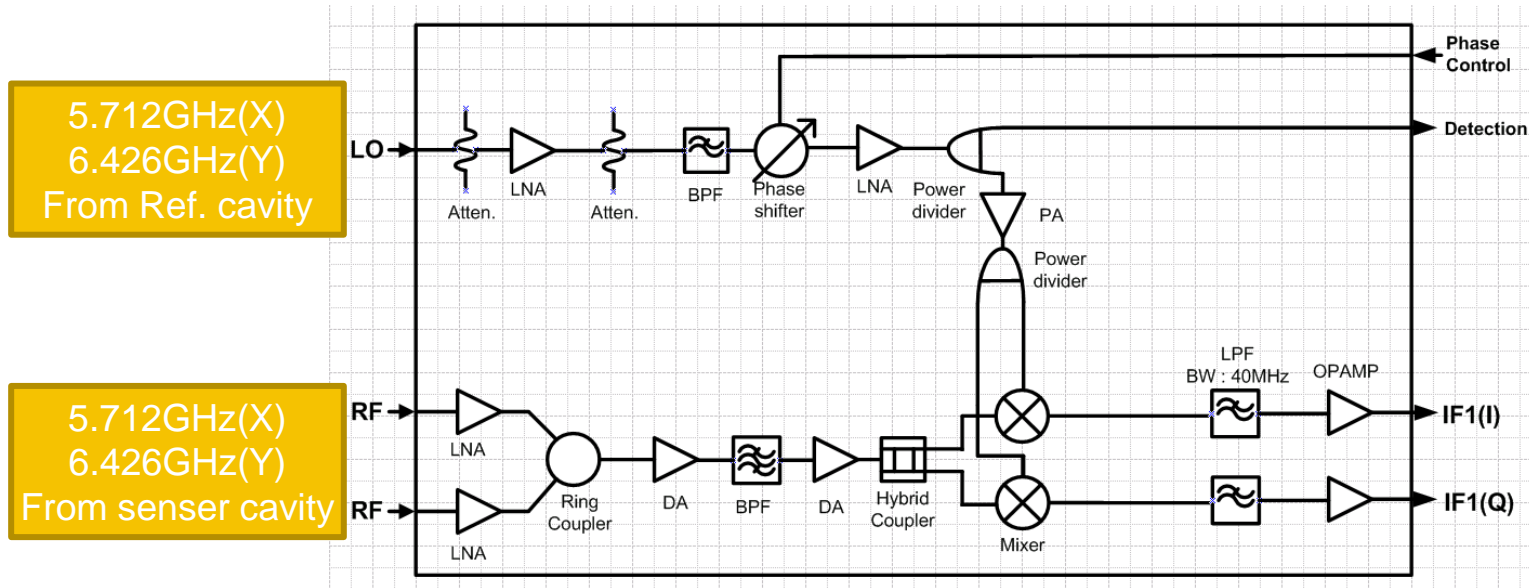 5.712GHz(X)
6.426GHz(Y)
From Ref. cavity
Phase
Control
Detection
LO
Atten.
LNA
Atten.
BPF
Phase
shifter
LNA
Power
divider
PA
Power
divider
5.712GHz(X)
6.426GHz(Y)
From senser cavity
RF
LNA
RF
LNA
Ring
Coupler
DA
BPF
DA
Hybrid
Coupler
Mixer
LPF
BW : 40MHz
OPAMP
IF1(I)
IF1(Q)